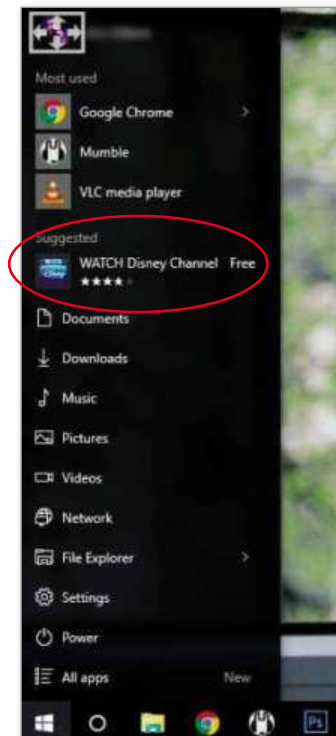 Most used
Google Chrome
Mumble
VLC media player
Suggested
WATCH Disney Channel Free
Documents
Downloads
Music
Pictures
Videos
Network
File Explorer
Settings
Power
All apps New
Ps